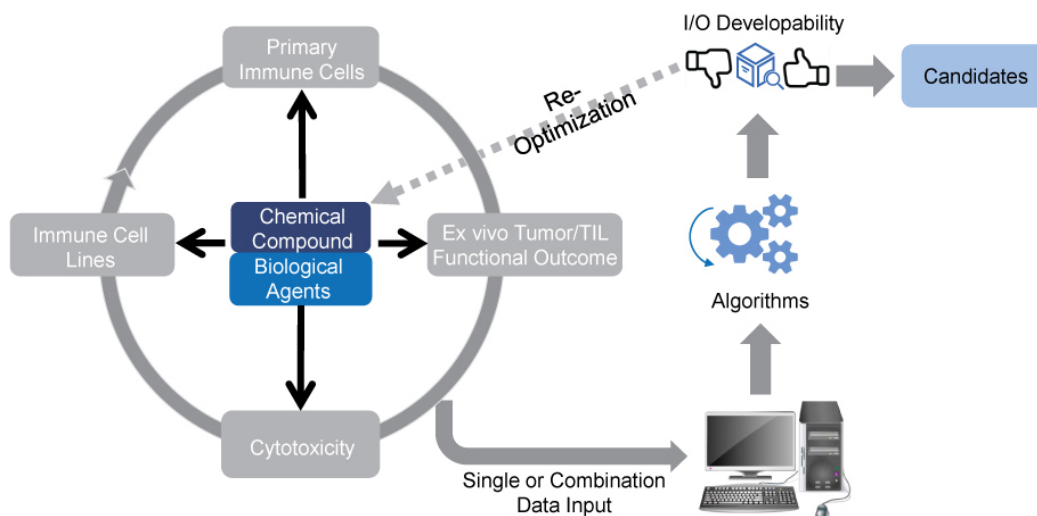 Primary
Immune Cells
Immune Cell
Lines
Chemical
Compound
Biological
Agents
Ex vivo Tumor/TIL
Functional Outcome
Cytotoxicity
Re-
Optimization
I/O Developability
Candidates
Algorithms
Single or Combination
Data Input